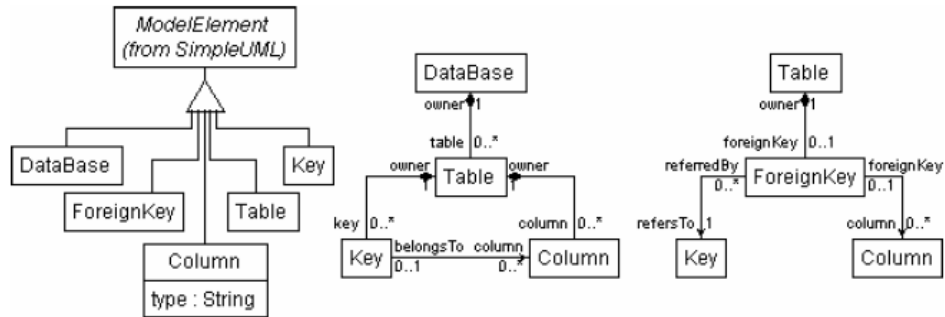 ModelElement
(from SimpleUML)
DataBase
Key
ForeignKey
Table
Column
type : String
DataBase
owner 1
table 0..*
owner owner
Table
key 0..* column 0..*
Key
belongsTo column
0..1 0..*
Column
Table
owner 1
foreignKey
0..1
referredBy foreignKey
0..* 0..1
ForeignKey
refersTo 1 column 0..*
Key
Column